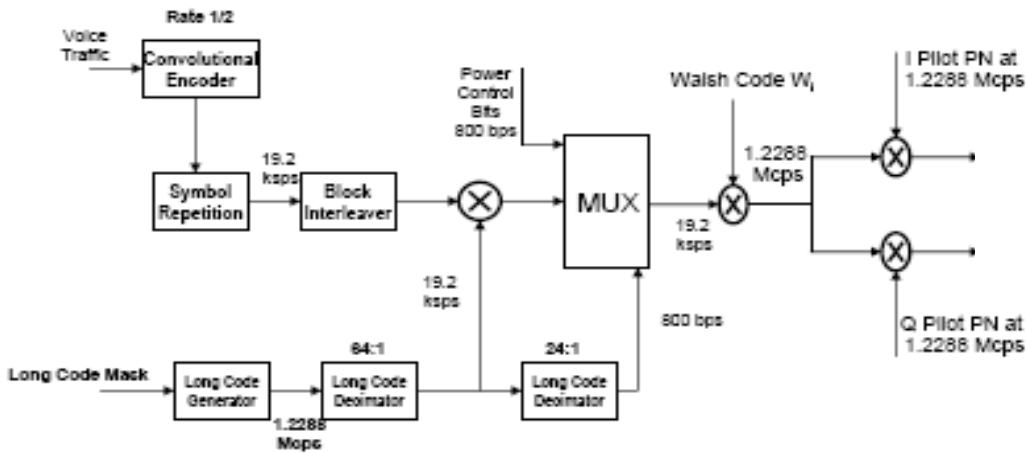 Rate 1/2
Voice
Traffic
Convolutional
Encoder
Symbol
Repetition
19.2
ksps
Block
Interleaver
Power
Control
Bits
800 bps
MUX
19.2
ksps
Walsh Code Wi
1.2288
Mcps
I Pilot PN at
1.2288 Mcps
Q Pilot PN at
1.2288 Mcps
19.2
ksps
800 bps
Long Code Mask
Long Code
Generator
1.2288
Mcps
64:1
Long Code
Decimator
24:1
Long Code
Decimator